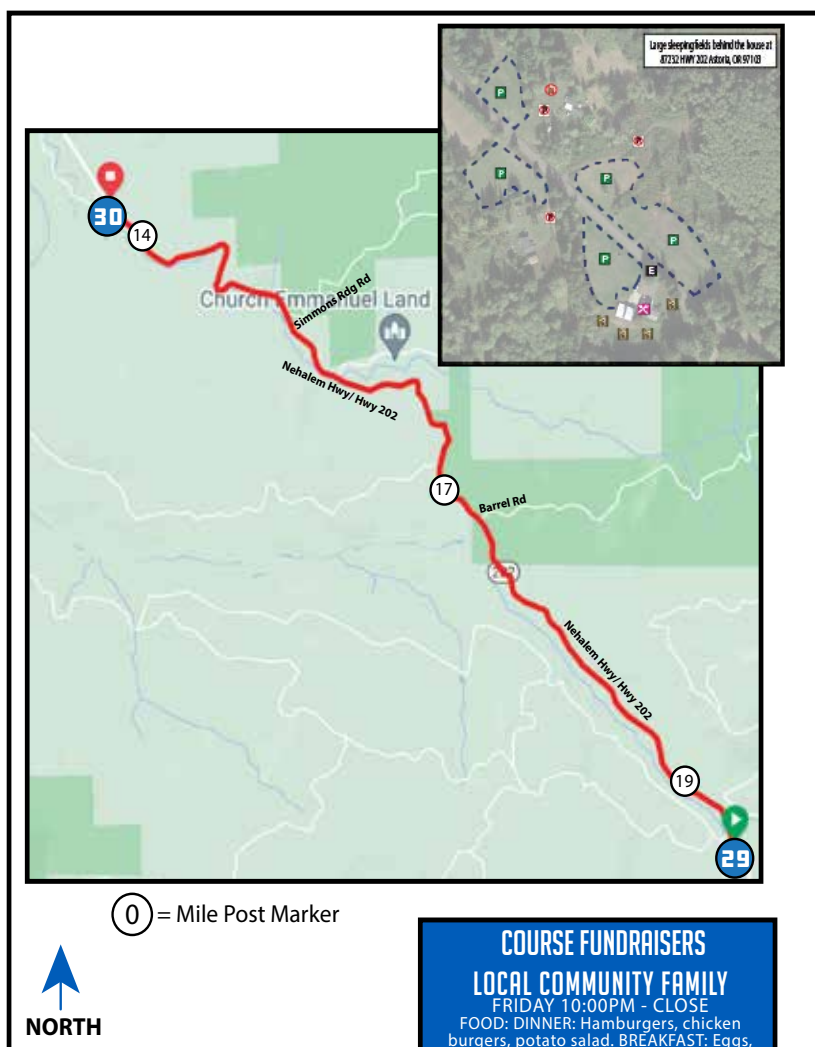 Large sleeping fields behind the house at
87232 HWY 202 Astoria, OR 97103
P
P
P
P
P
E
30
14
Simmons Rdg Rd
Church Emmanuel Land
Nehalem Hwy/ Hwy 202
17
Barrel Rd
202
Nehalem Hwy/ Hwy 202
19
29
0 = Mile Post Marker
NORTH
COURSE FUNDRAISERS
LOCAL COMMUNITY FAMILY
FRIDAY 10:00PM - CLOSE
FOOD: DINNER: Hamburgers, chicken
burgers, potato salad. BREAKFAST: Eggs,